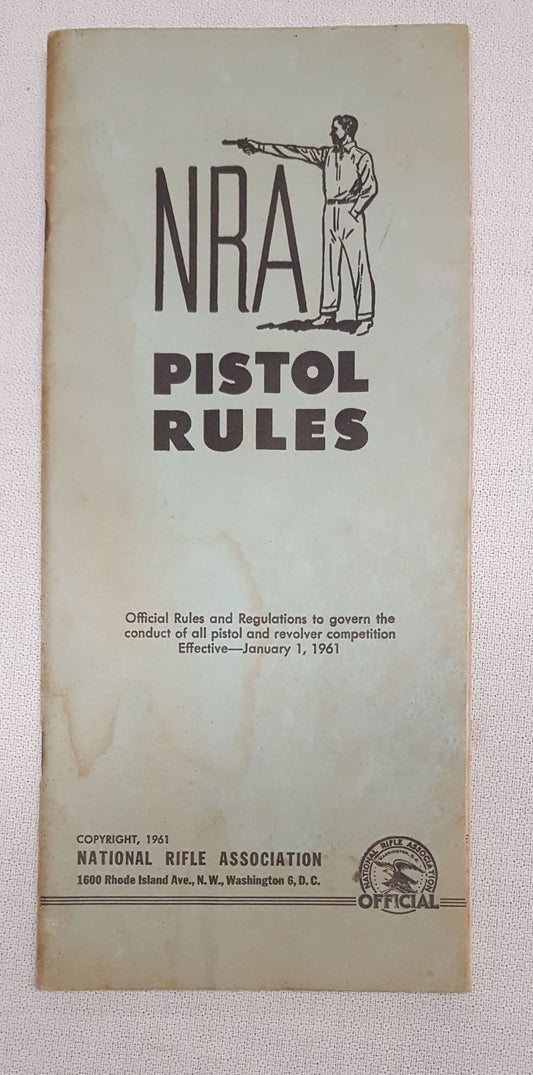 NRA
PISTOL
RULES
Official Rules and Regulations to govern the
conduct of all pistol and revolver competition
Effective—January 1, 1961
COPYRIGHT, 1961
NATIONAL RIFLE ASSOCIATION
1600 Rhode Island Ave., N. W., Washington 6, D. C.
NATIONAL RIFLE ASSOCIATION
WASHINGTON, D.C.
OFFICIAL